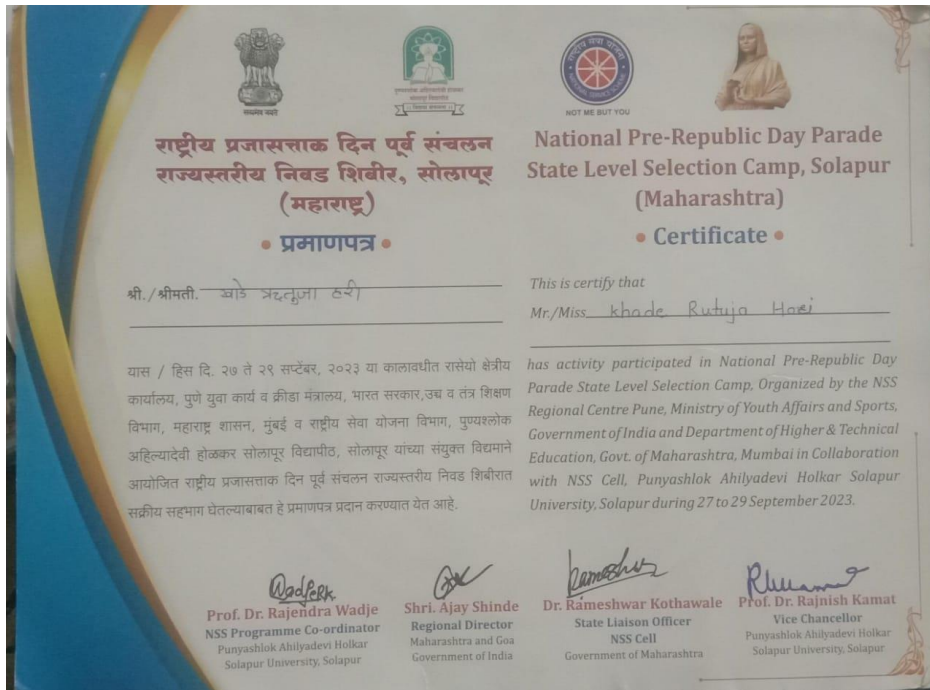 सत्यमेव जयते
राष्ट्रीय सेवा योजना
NATIONAL SERVICE SCHEME
NOT ME BUT YOU
राष्ट्रीय प्रजासत्ताक दिन पूर्व संचलन
राज्यस्तरीय निवड शिबीर, सोलापूर
(महाराष्ट्र)
• प्रमाणपत्र •
श्री./श्रीमती. खाडे ऋतुजा हरी
यास / हिस दि. २७ ते २९ सप्टेंबर, २०२३ या कालावधीत रासेयो क्षेत्रीय
कार्यालय, पुणे युवा कार्य व क्रीडा मंत्रालय, भारत सरकार,उच व तंत्र शिक्षण
विभाग, महाराष्ट्र शासन, मुंबई व राष्ट्रीय सेवा योजना विभाग, पुण्यश्लोक
अहिल्यादेवी होळकर सोलापूर विद्यापीठ, सोलापूर यांच्या संयुक्त विद्यमाने
आयोजित राष्ट्रीय प्रजासत्ताक दिन पूर्व संचलन राज्यस्तरीय निवड शिबीरात
सक्रीय सहभाग घेतल्याबाबत हे प्रमाणपत्र प्रदान करण्यात येत आहे.
National Pre-Republic Day Parade
State Level Selection Camp, Solapur
(Maharashtra)
• Certificate •
This is certify that
Mr./Miss Khade Rutuja Hari
has activity participated in National Pre-Republic Day
Parade State Level Selection Camp, Organized by the NSS
Regional Centre Pune, Ministry of Youth Affairs and Sports,
Government of India and Department of Higher & Technical
Education, Govt. of Maharashtra, Mumbai in Collaboration
with NSS Cell, Punyashlok Ahilyadevi Holkar Solapur
University, Solapur during 27 to 29 September 2023.
Prof. Dr. Rajendra Wadje
NSS Programme Co-ordinator
Punyashlok Ahilyadevi Holkar
Solapur University, Solapur
Shri. Ajay Shinde
Regional Director
Maharashtra and Goa
Government of India
Dr. Rameshwar Kothawale
State Liaison Officer
NSS Cell
Government of Maharashtra
Prof. Dr. Rajnish Kamat
Vice Chancellor
Punyashlok Ahilyadevi Holkar
Solapur University, Solapur